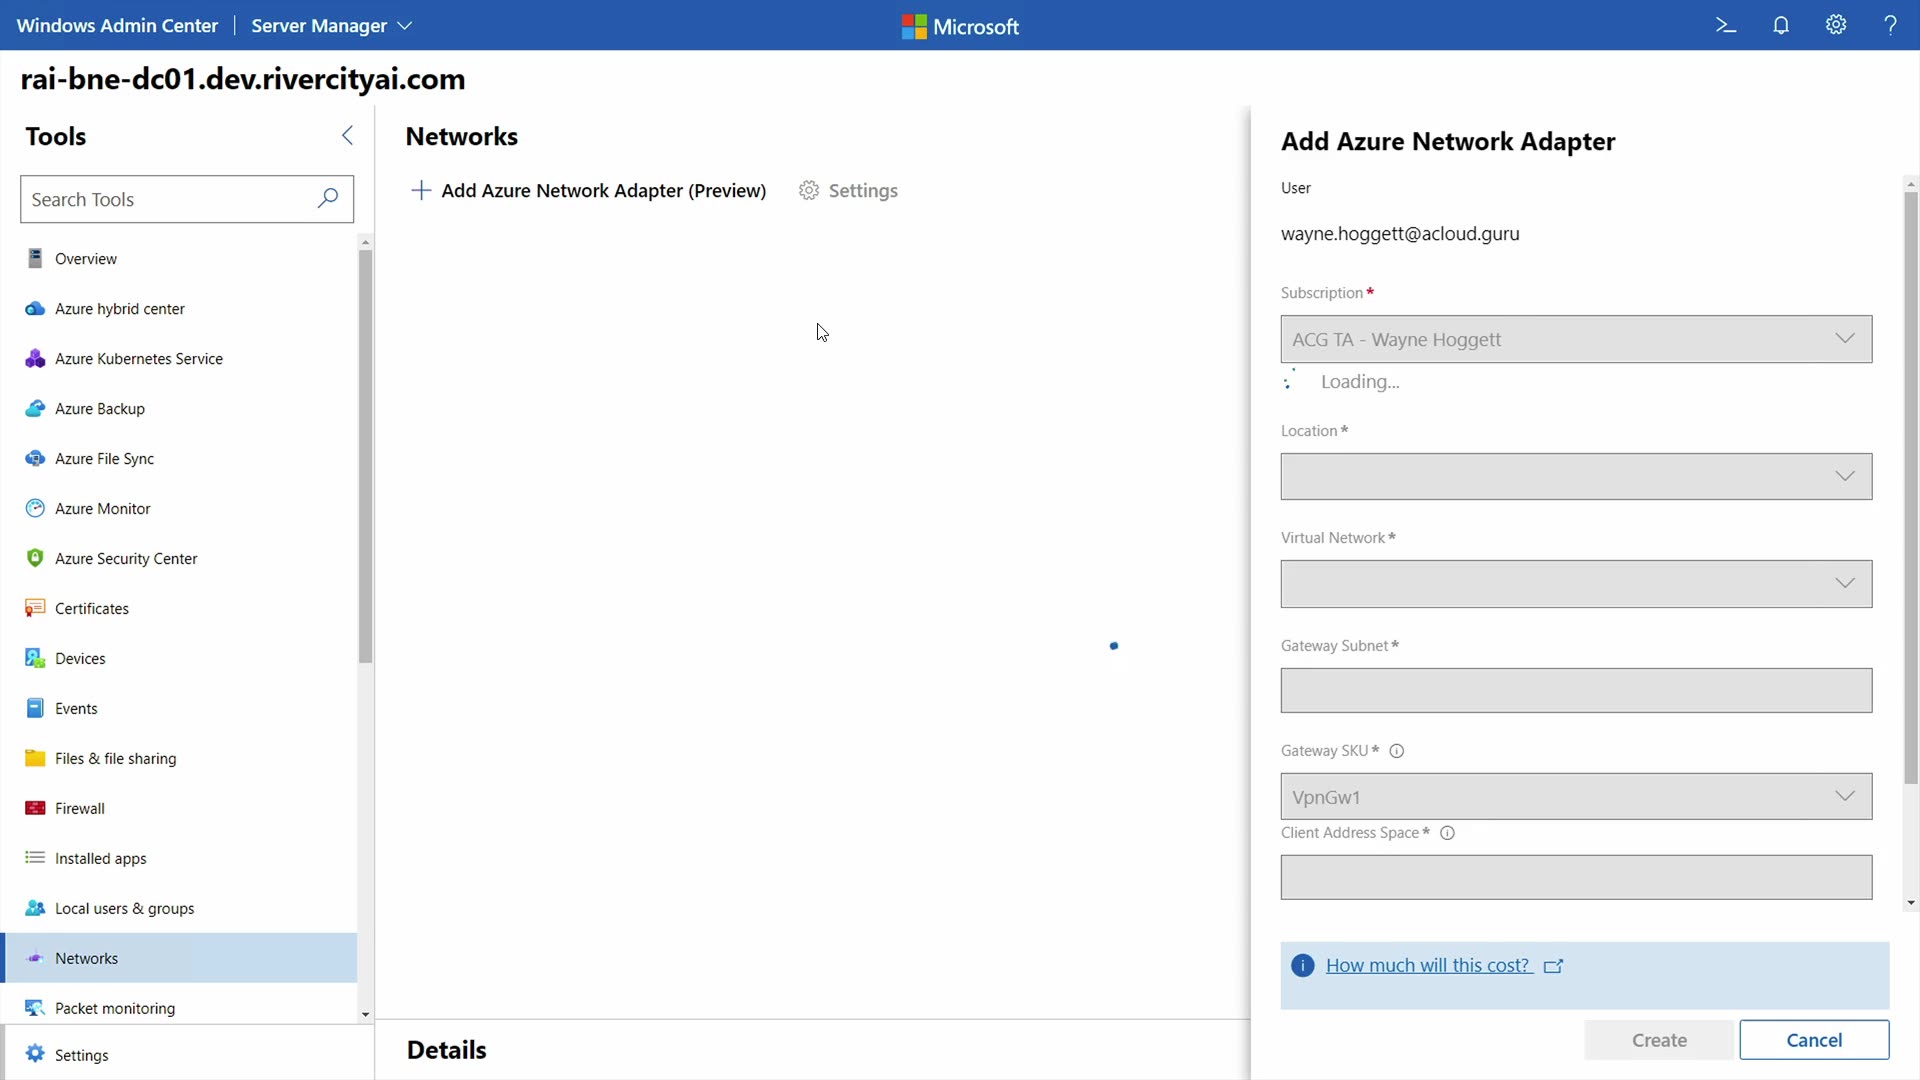 Windows Admin Center
Server Manager
Microsoft
rai-bne-dc01.dev.rivercityai.com
Tools
Search Tools
Overview
Azure hybrid center
Azure Kubernetes Service
Azure Backup
Azure File Sync
Azure Monitor
Azure Security Center
Certificates
Devices
Events
Files & file sharing
Firewall
Installed apps
Local users & groups
Networks
Packet monitoring
Settings
Networks
Add Azure Network Adapter (Preview)
Settings
Details
Add Azure Network Adapter
User
wayne.hoggett@acloud.guru
Subscription*
ACG TA - Wayne Hoggett
Loading...
Location*
Virtual Network*
Gateway Subnet*
Gateway SKU*
VpnGw1
Client Address Space*
How much will this cost?
Create
Cancel